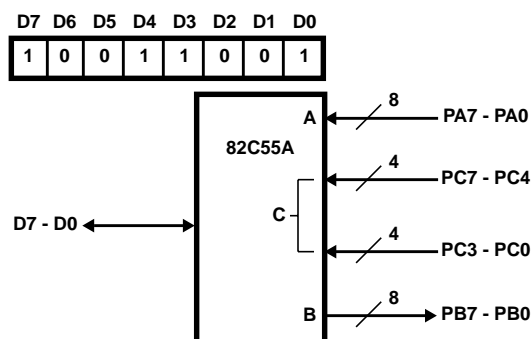 D7 D6 D5 D4 D3 D2 D1 D0
1 0 0 1 1 0 0 1
A 8 PA7 - PA0
82C55A
4 PC7 - PC4
C
D7 - D0
4 PC3 - PC0
B 8 PB7 - PB0